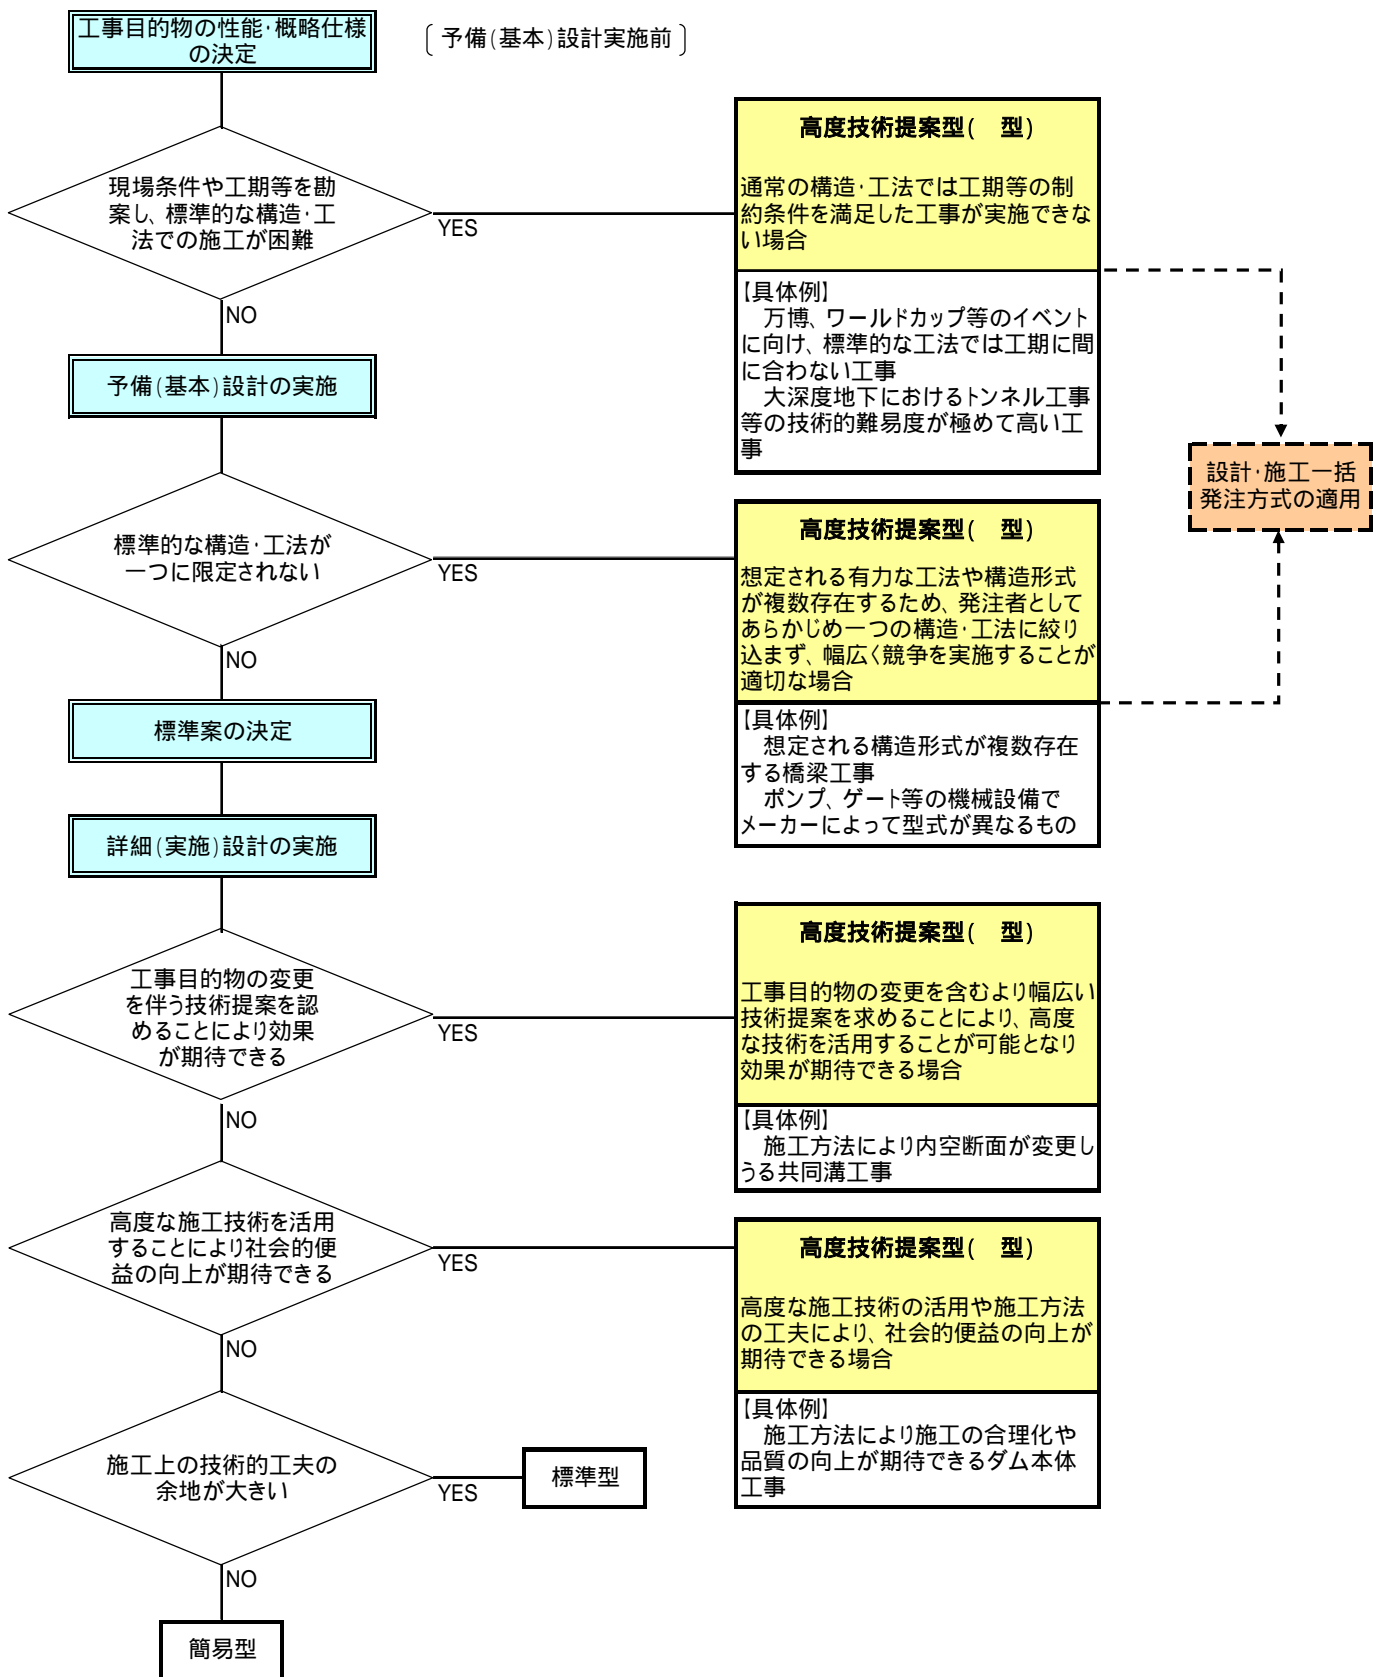 工事目的物の性能･概略仕様
の決定
〔 予備(基本)設計実施前 〕
現場条件や工期等を勘
案し、標準的な構造･工
法での施工が困難
YES
NO
高度技術提案型(　型)
通常の構造･工法では工期等の制
約条件を満足した工事が実施できな
い場合
【具体例】
万博、ワールドカップ等のイベント
に向け、標準的な工法では工期に間
に合わない工事
大深度地下におけるトンネル工事
等の技術的難易度が極めて高い工
事
予備(基本)設計の実施
設計･施工一括
発注方式の適用
標準的な構造･工法が
一つに限定されない
YES
NO
高度技術提案型(　型)
想定される有力な工法や構造形式
が複数存在するため、発注者として
あらかじめ一つの構造･工法に絞り
込まず、幅広く競争を実施することが
適切な場合
【具体例】
想定される構造形式が複数存在
する橋梁工事
ポンプ、ゲート等の機械設備で
メーカーによって型式が異なるもの
標準案の決定
詳細(実施)設計の実施
工事目的物の変更
を伴う技術提案を認
めることにより効果
が期待できる
YES
NO
高度技術提案型(　型)
工事目的物の変更を含むより幅広い
技術提案を求めることにより、高度
な技術を活用することが可能となり
効果が期待できる場合
【具体例】
施工方法により内空断面が変更し
うる共同溝工事
高度な施工技術を活用
することにより社会的便
益の向上が期待できる
YES
NO
高度技術提案型(　型)
高度な施工技術の活用や施工方法
の工夫により、社会的便益の向上が
期待できる場合
【具体例】
施工方法により施工の合理化や
品質の向上が期待できるダム本体
工事
施工上の技術的工夫の
余地が大きい
YES
標準型
NO
簡易型